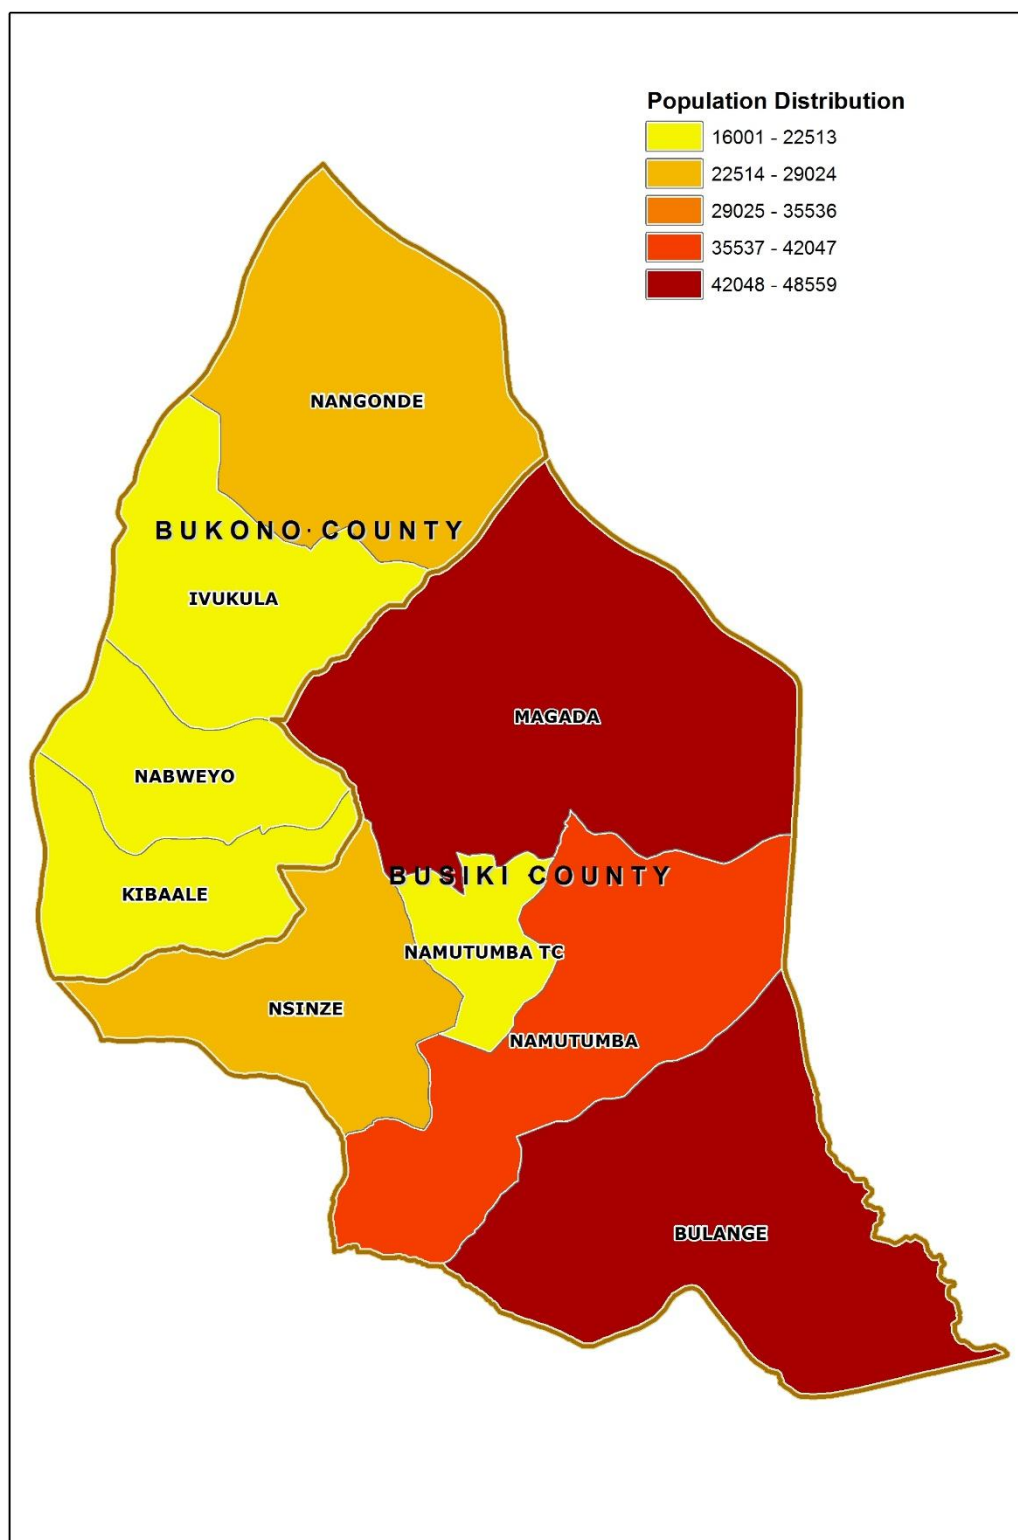 Population Distribution
16001 - 22513
22514 - 29024
29025 - 35536
35537 - 42047
42048 - 48559
NANGONDE
BUKONO COUNTY
IVUKULA
MAGADA
NABWEYO
BUSIKI COUNTY
KIBAALE
NAMUTUMBA TC
NSINZE
NAMUTUMBA
BULANGE